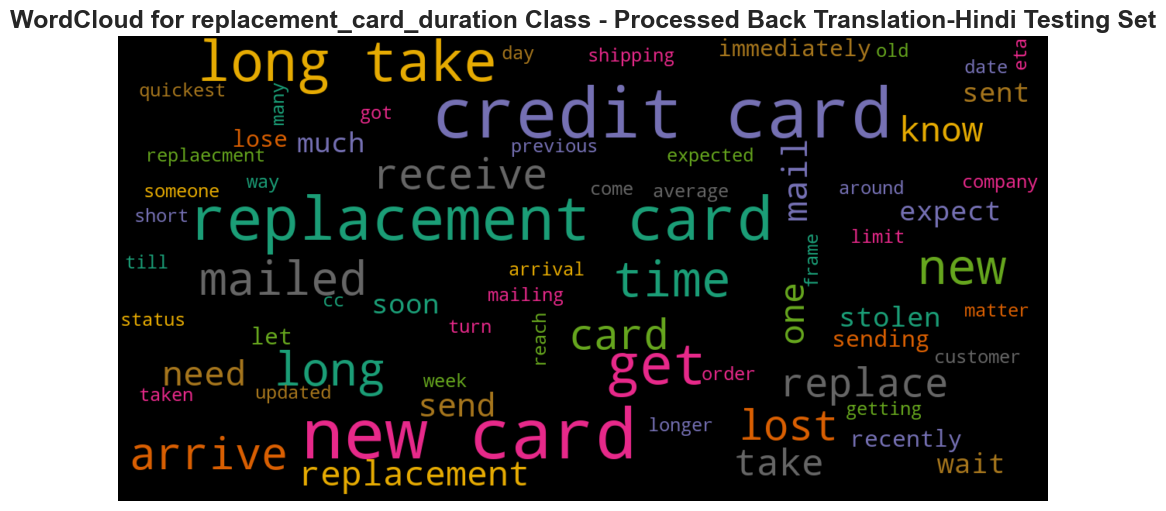 WordCloud for replacement_card_duration Class - Processed Back Translation-Hindi Testing Set
long take
day
shipping
immediately
old
date
eta
quickest
many
got
credit card
sent
know
lose
much
previous
expected
mail
replaecment
receive
someone
way
come
average
around
company
short
replacement card
expect
limit
till
mailed
arrival
time
frame
new
cc
soon
mailing
one
stolen
matter
status
let
turn
reach
card
sending
customer
need
long
week
get
order
replace
taken
updated
send
getting
new card
longer
lost
recently
arrive
replacement
take
wait